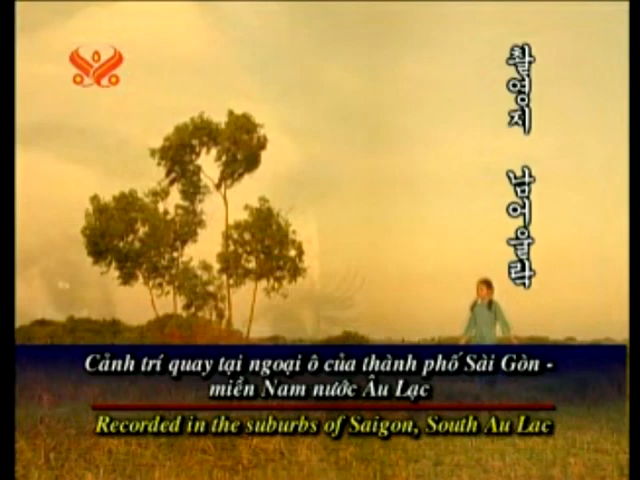 촬영지 남어울락
Cảnh trí quay tại ngoại ô của thành phố Sài Gòn -
miền Nam nước Âu Lạc
Recorded in the suburbs of Saigon, South Au Lac